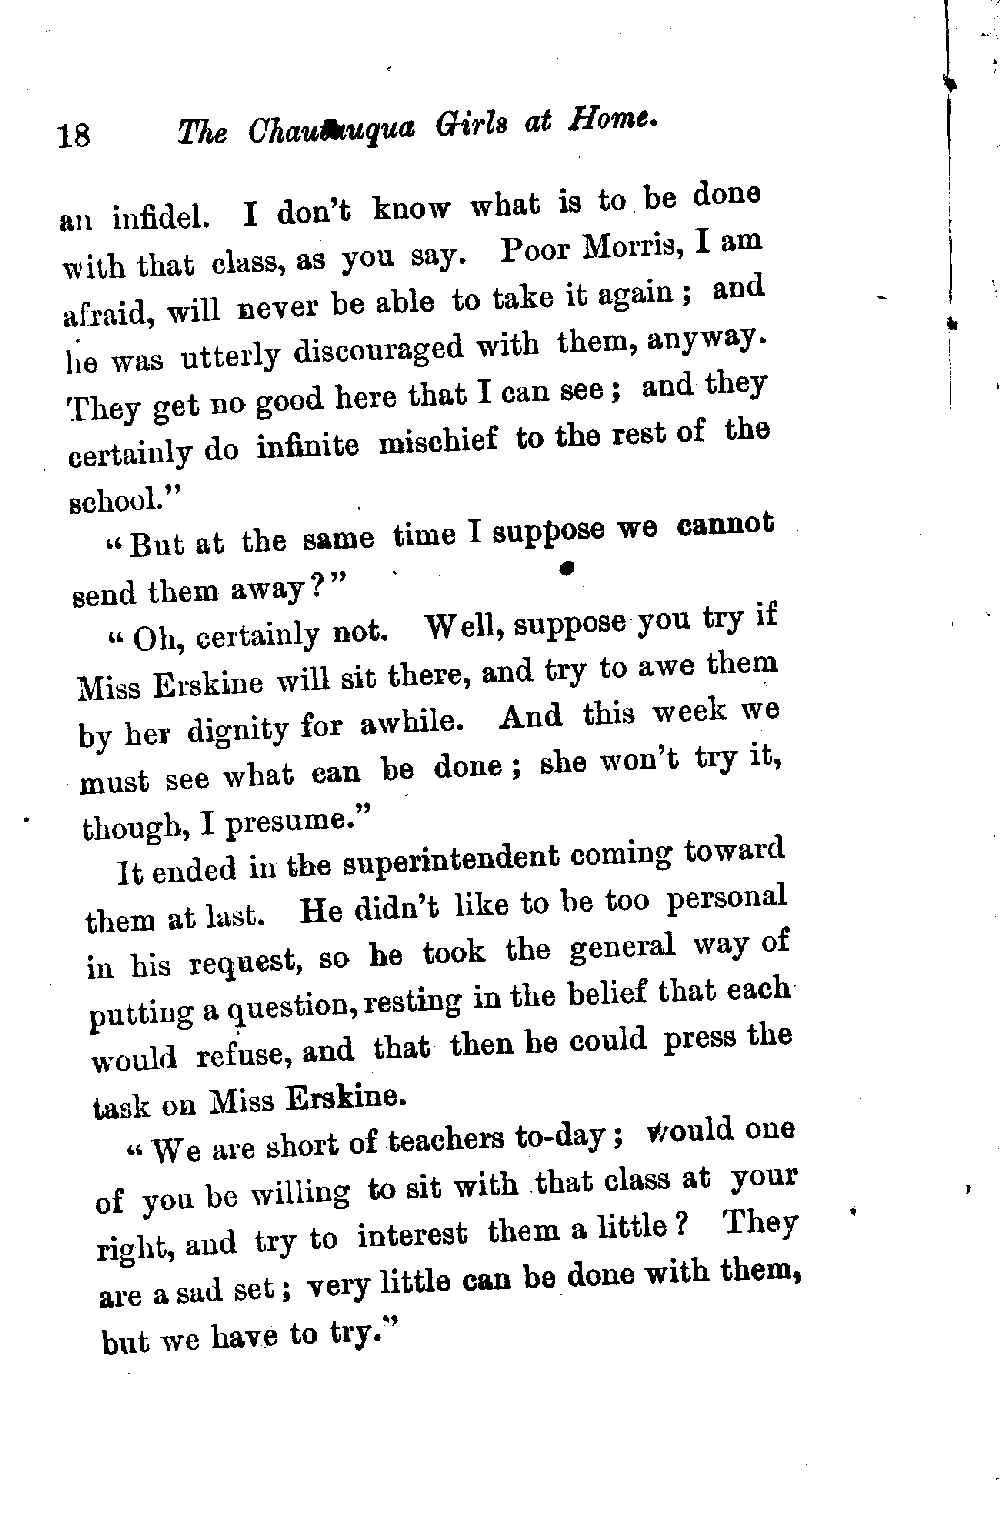 18 The Chautauqua Girls at Home.
an infidel. I don't know what is to be done
with that class, as you say. Poor Morris, I am
afraid, will never be able to take it again; and
he was utterly discouraged with them, anyway.
They get no good here that I can see; and they
certainly do infinite mischief to the rest of the
school."
"But at the same time I suppose we cannot
send them away?"
"Oh, certainly not. Well, suppose you try if
Miss Erskine will sit there, and try to awe them
by her dignity for awhile. And this week we
must see what can be done; she won't try it,
though, I presume."
It ended in the superintendent coming toward
them at last. He didn't like to be too personal
in his request, so he took the general way of
putting a question, resting in the belief that each
would refuse, and that then he could press the
task on Miss Erskine.
"We are short of teachers to-day; would one
of you be willing to sit with that class at your
right, and try to interest them a little? They
are a sad set; very little can be done with them,
but we have to try."